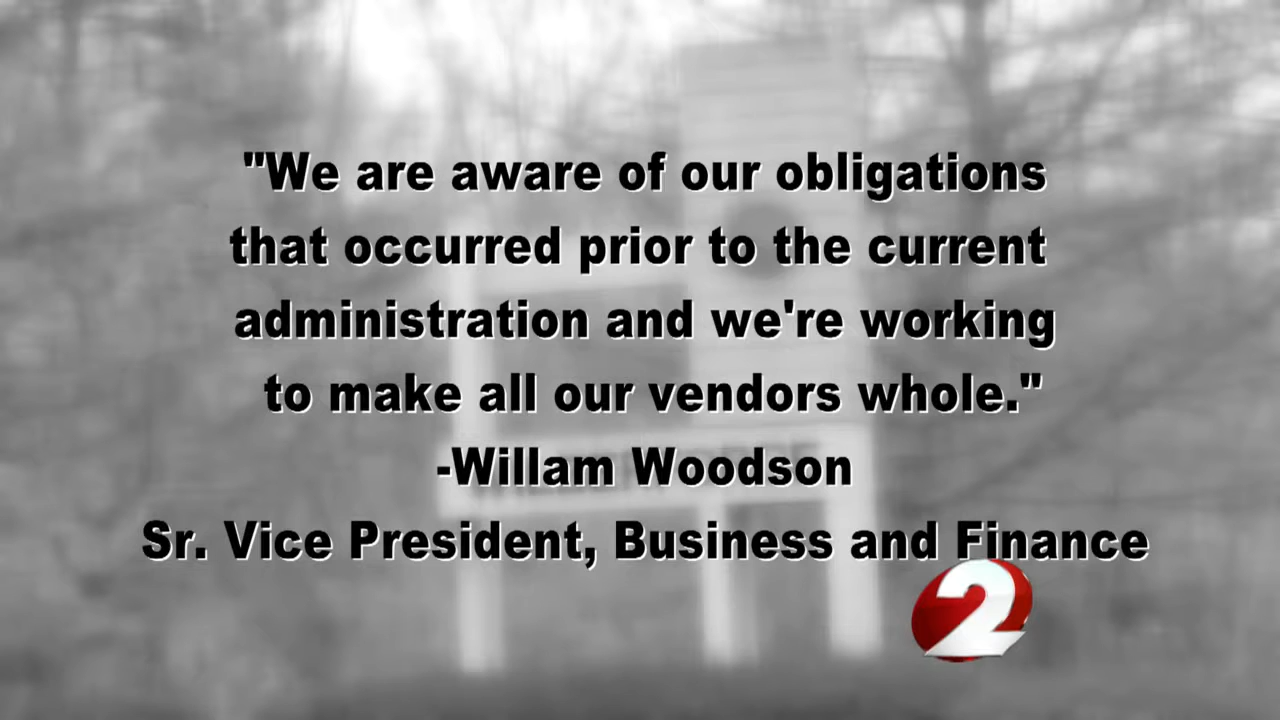 "We are aware of our obligations
that occurred prior to the current
administration and we're working
to make all our vendors whole."
-Willam Woodson
Sr. Vice President, Business and Finance
2